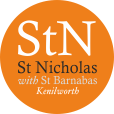 StN
St Nicholas
with St Barnabas
Kenilworth